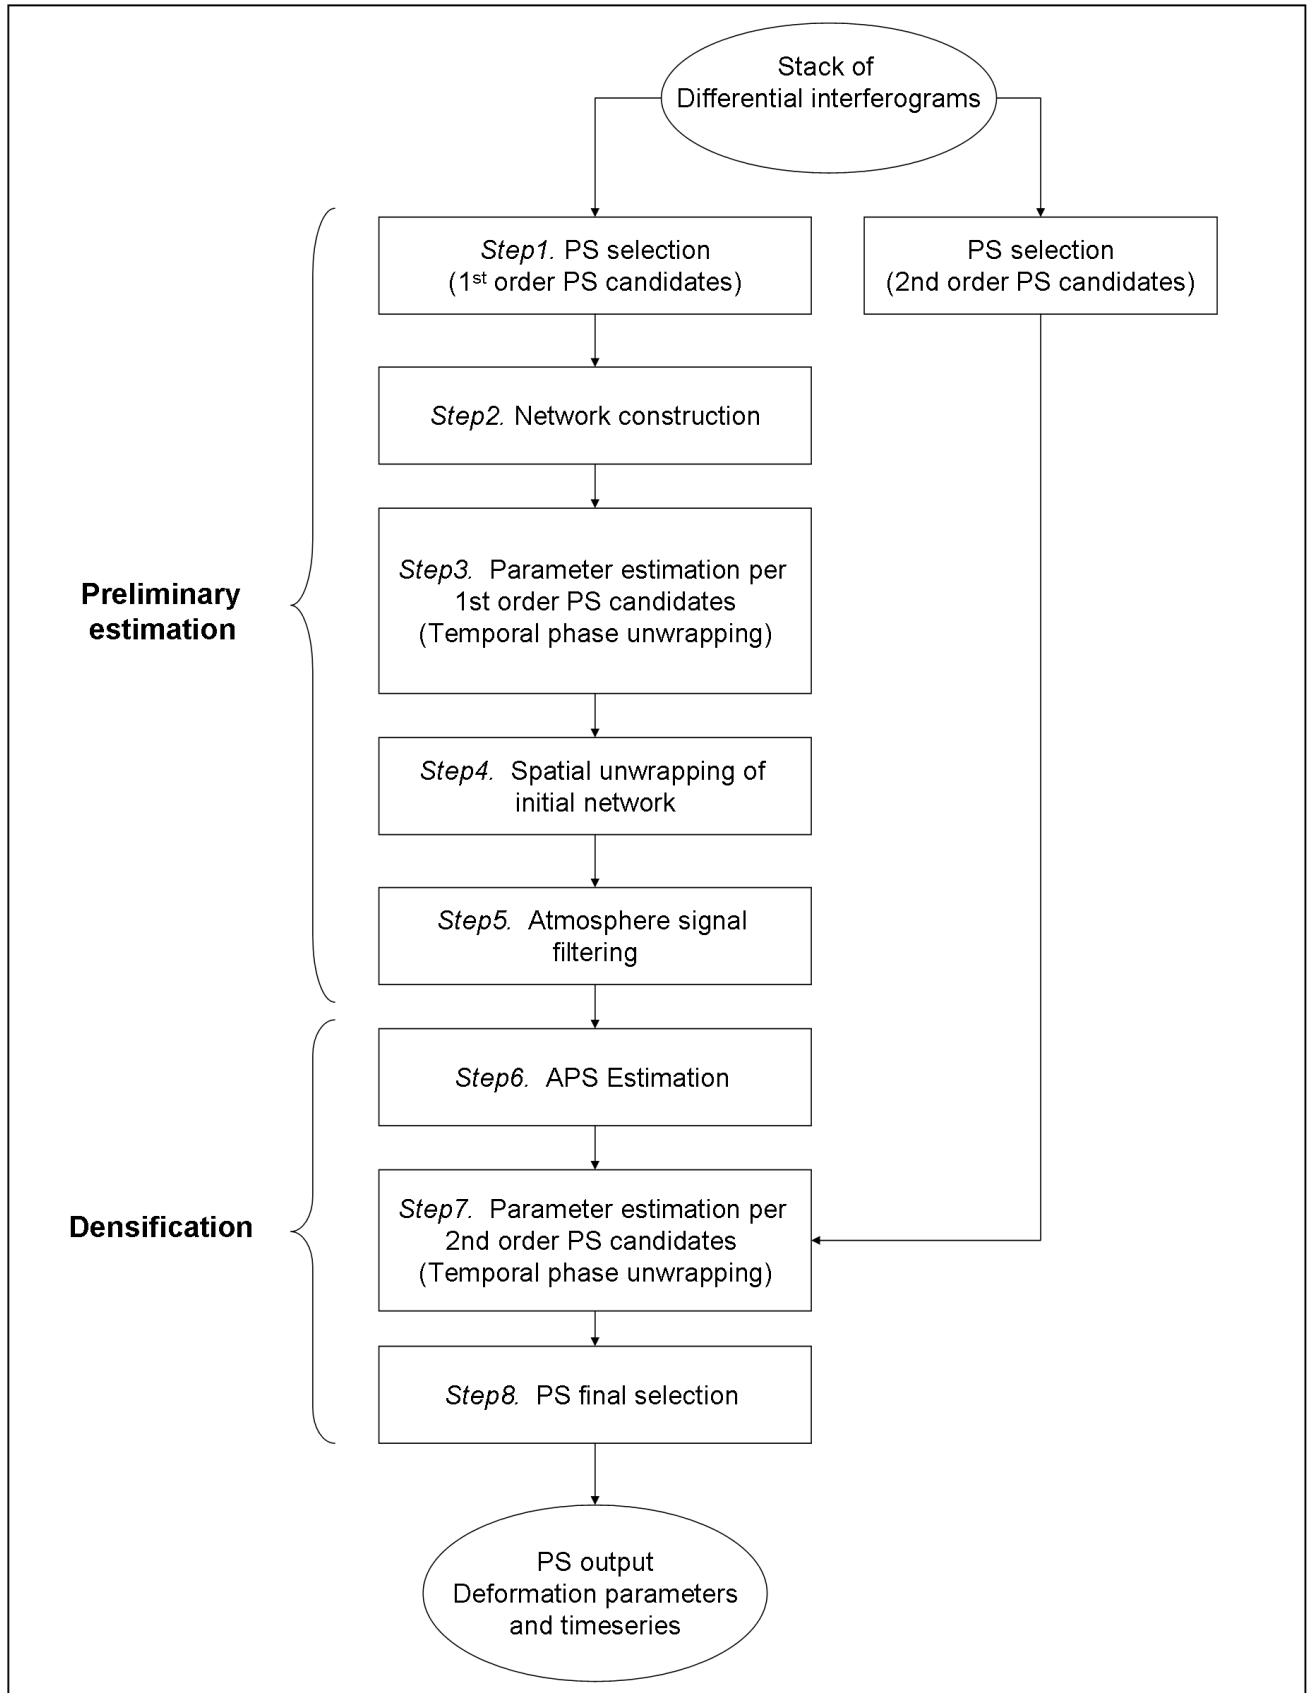 Stack of
Differential interferograms
Step1. PS selection
(1st order PS candidates)
PS selection
(2nd order PS candidates)
Step2. Network construction
Step3. Parameter estimation per
1st order PS candidates
(Temporal phase unwrapping)
Preliminary
estimation
Step4. Spatial unwrapping of
initial network
Step5. Atmosphere signal
filtering
Step6. APS Estimation
Step7. Parameter estimation per
2nd order PS candidates
(Temporal phase unwrapping)
Densification
Step8. PS final selection
PS output
Deformation parameters
and timeseries